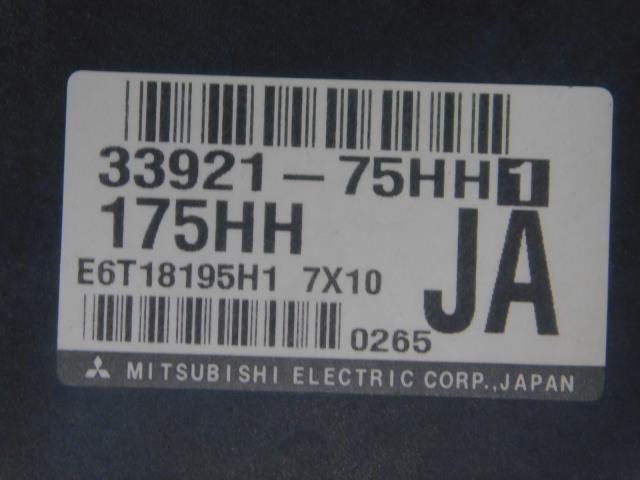 33921-75HH1
175HH
JA
E6T18195H1 7X10
0265
MITSUBISHI ELECTRIC CORP.,JAPAN